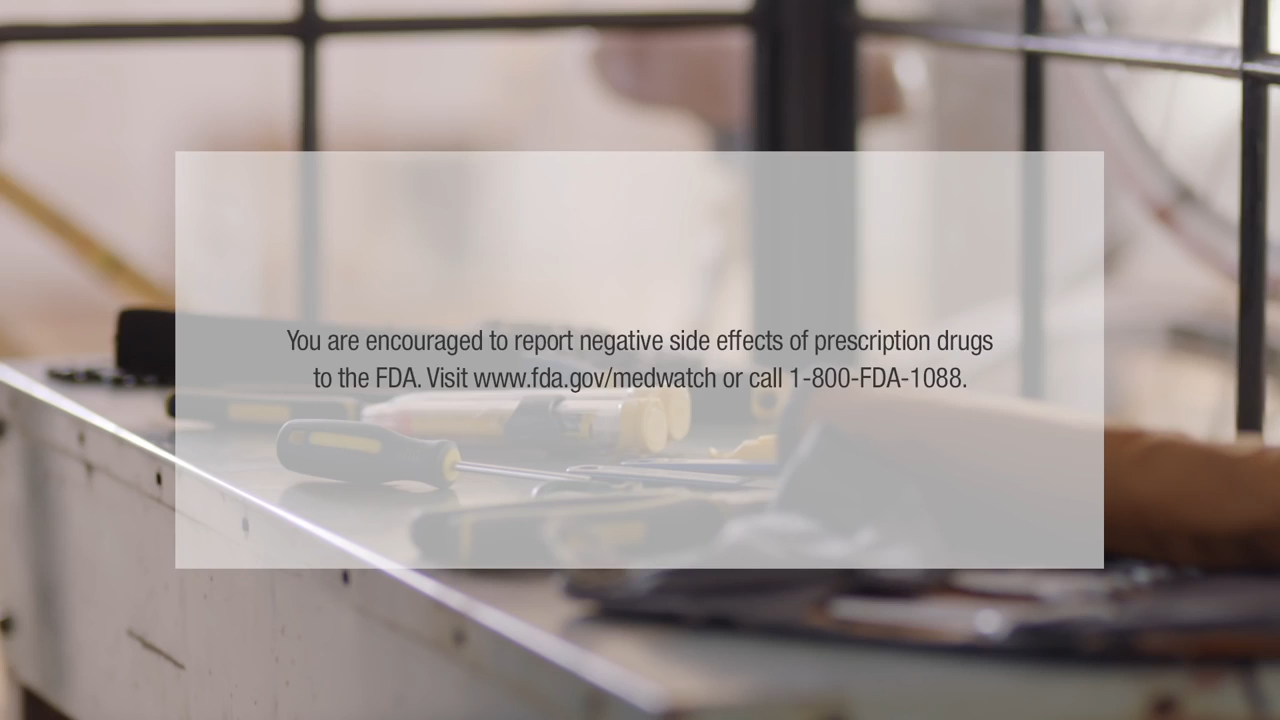 You are encouraged to report negative side effects of prescription drugs
to the FDA. Visit www.fda.gov/medwatch or call 1-800-FDA-1088.